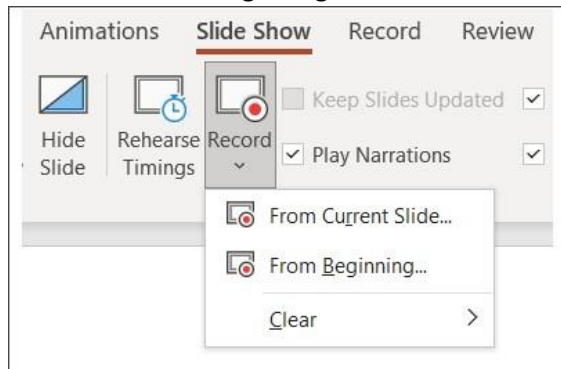 Animations Slide Show Record Review
Hide Slide
Rehearse Timings
Record
Keep Slides Updated
Play Narrations
From Current Slide...
From Beginning...
Clear